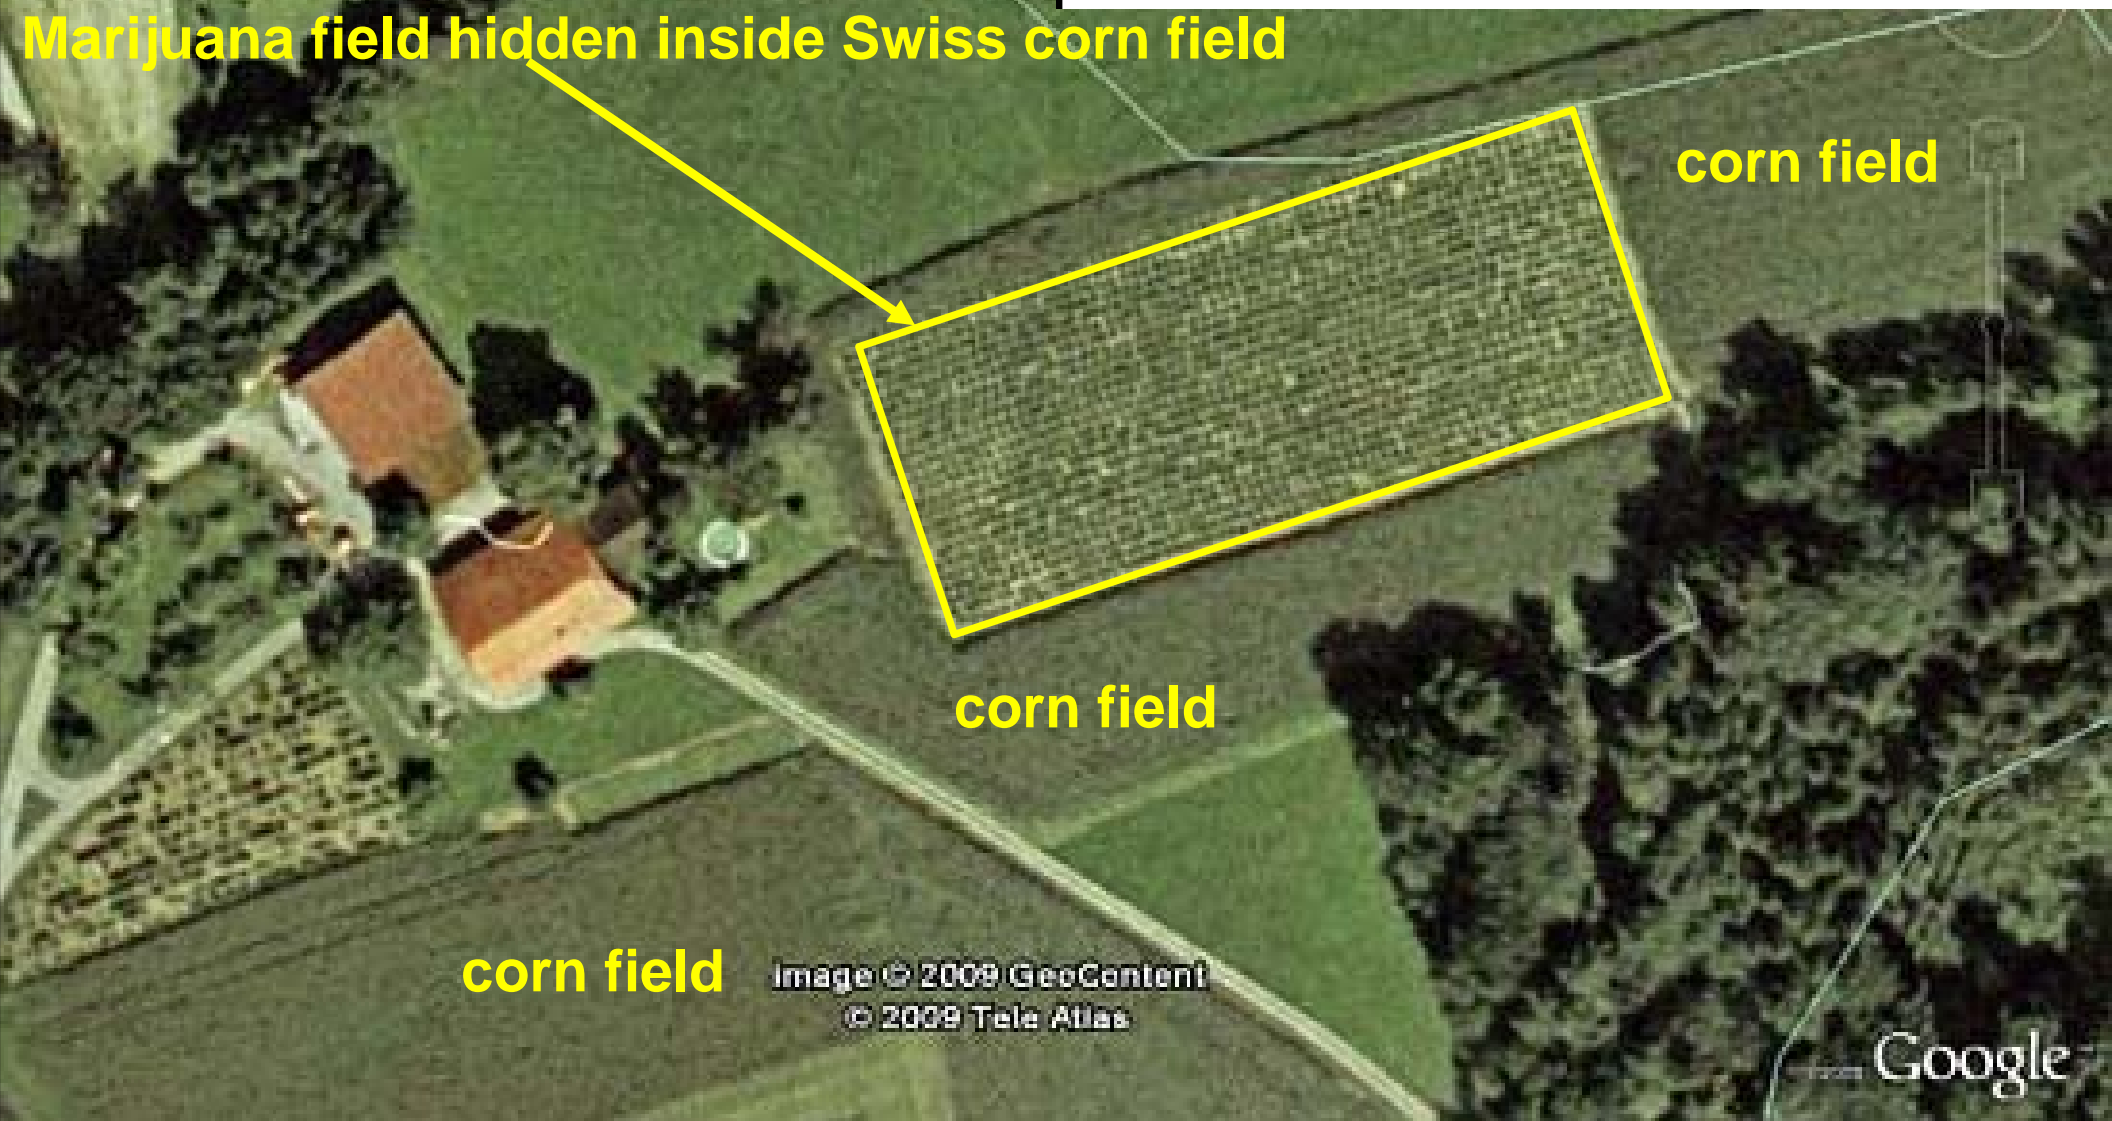 Marijuana field hidden inside Swiss corn field
corn field
corn field
corn field
Image © 2009 GeoContent
© 2009 Tele Atlas
Google